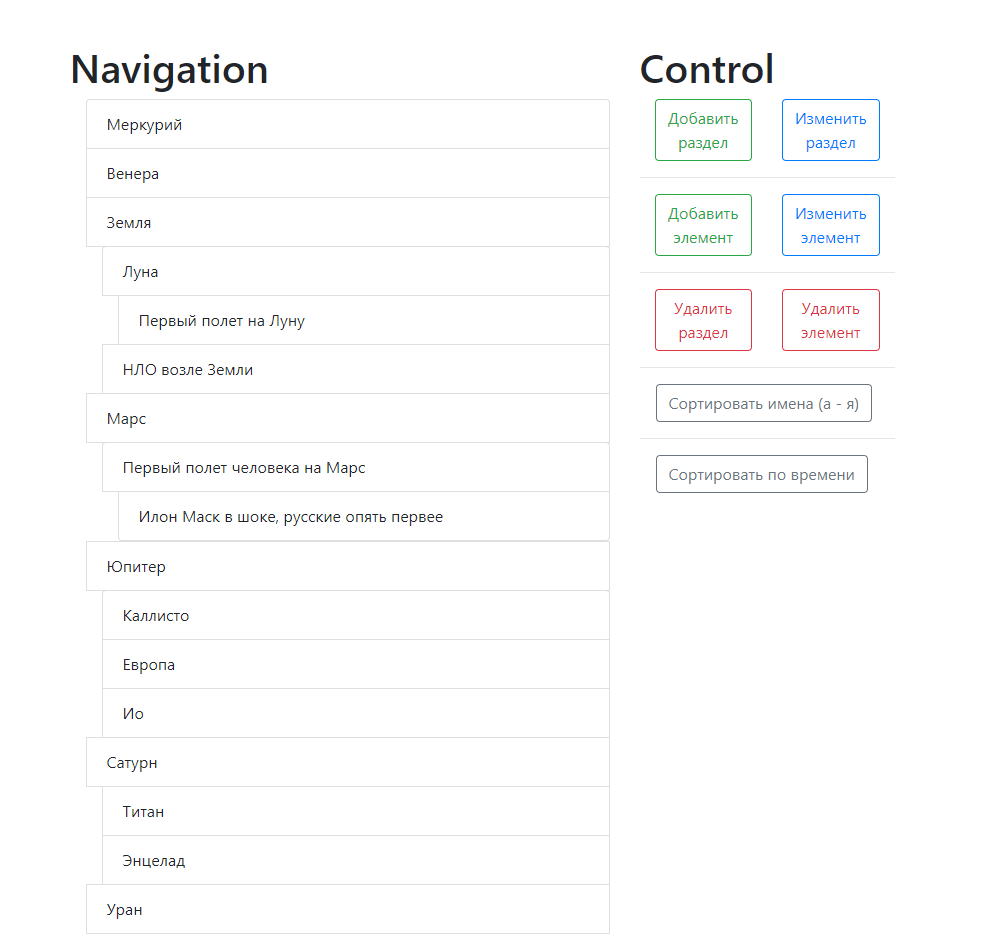 Navigation
Меркурий
Венера
Земля
Луна
Первый полет на Луну
НЛО возле Земли
Марс
Первый полет человека на Марс
Илон Маск в шоке, русские опять первее
Юпитер
Каллисто
Европа
Ио
Сатурн
Титан
Энцелад
Уран
Control
Добавить
раздел
Изменить
раздел
Добавить
элемент
Изменить
элемент
Удалить
раздел
Удалить
элемент
Сортировать имена (а - я)
Сортировать по времени